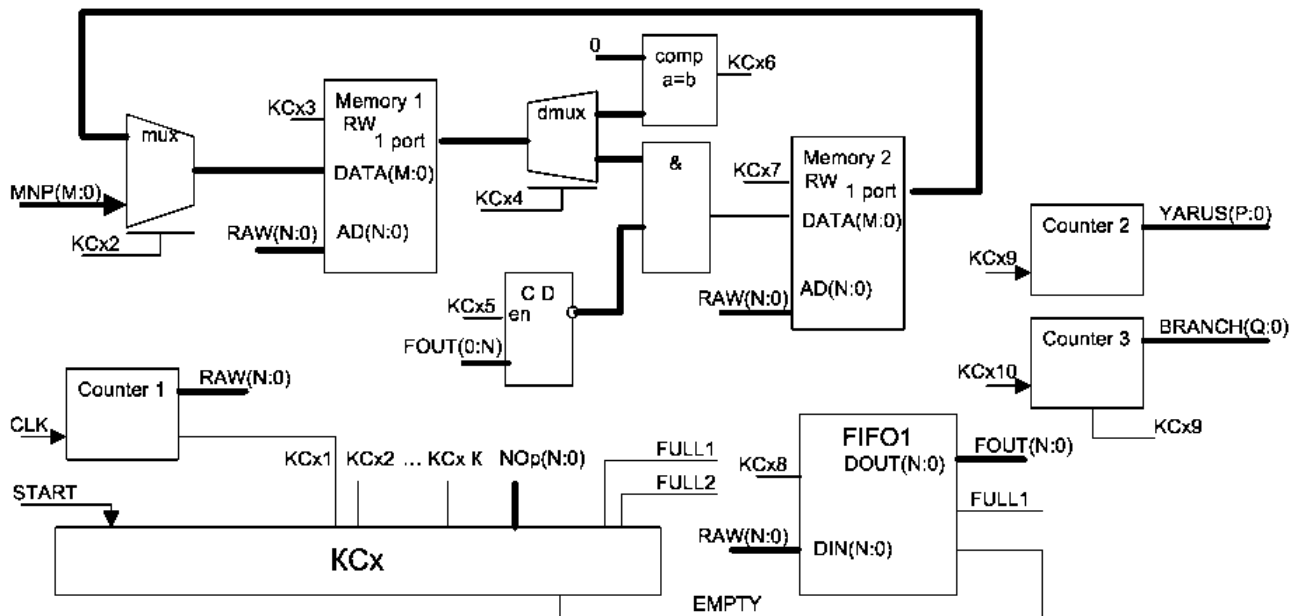 0
comp
a=b
KCx6
KCx3
Memory 1
RW
1 port
DATA(M:0)
AD(N:0)
RAW(N:0)
mux
MNP(M:0)
KCx2
dmux
KCx4
&
KCx7
Memory 2
RW
1 port
DATA(M:0)
AD(N:0)
RAW(N:0)
KCx5
C D
en
FOUT(0:N)
Counter 2
YARUS(P:0)
KCx9
Counter 3
BRANCH(Q:0)
KCx10
KCx9
Counter 1
RAW(N:0)
CLK
KCx1
KCx2 ... KCx K
NOp(N:0)
FULL1
FULL2
START
KCx
FIFO1
DOUT(N:0)
FOUT(N:0)
KCx8
FULL1
RAW(N:0)
DIN(N:0)
EMPTY